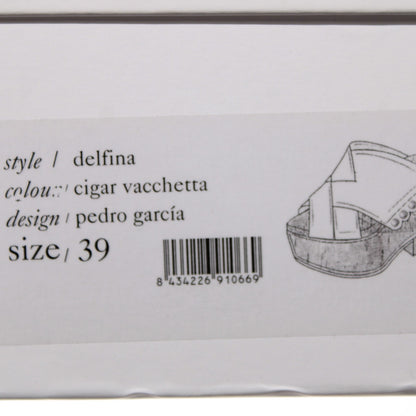 style / delfina
colour / cigar vacchetta
design / pedro garcía
size / 39
8 434226 910669